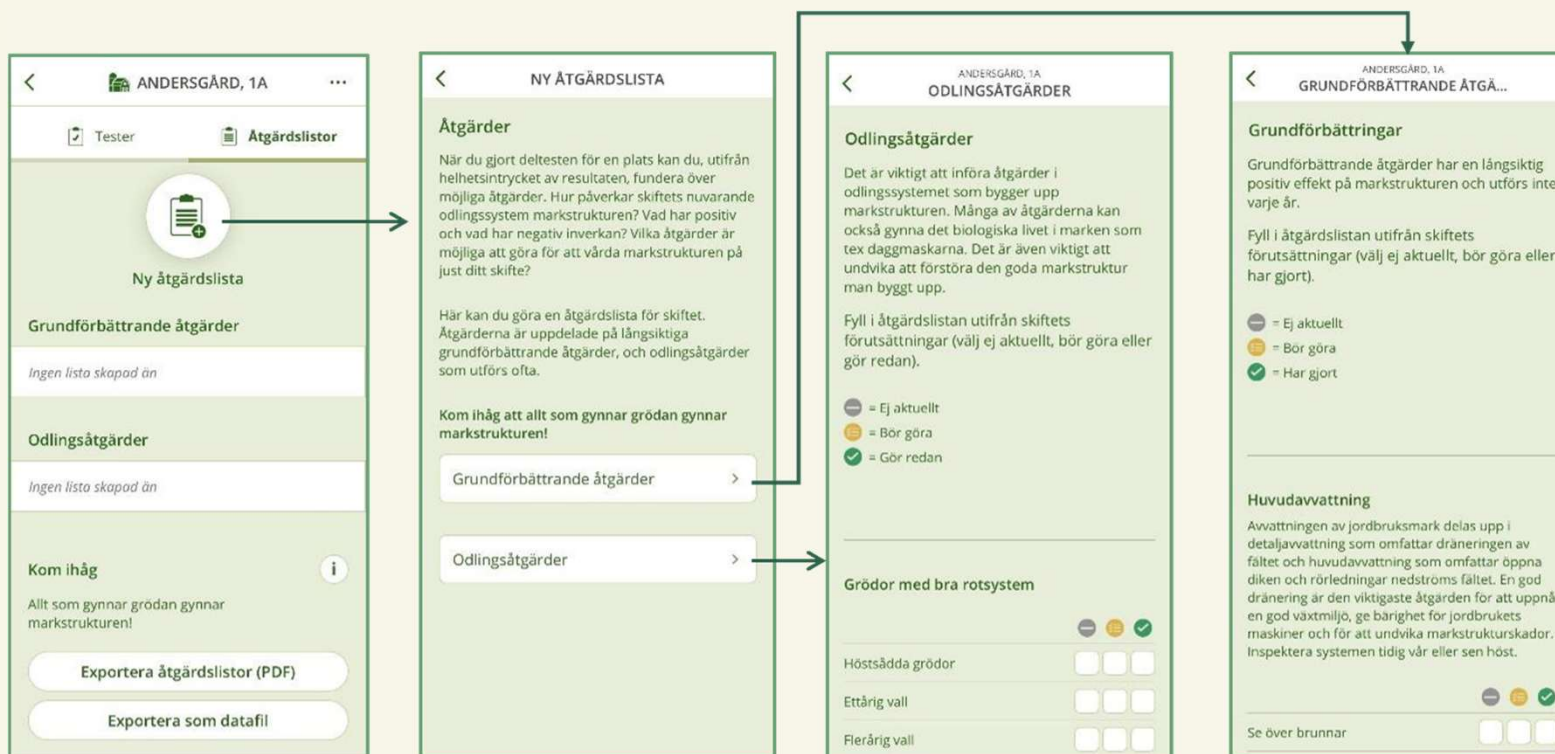 ANDERSGÅRD, 1A
Tester
Åtgärdslistor
Ny åtgärdslista
Grundförbättrande åtgärder
Ingen lista skapad än
Odlingsåtgärder
Ingen lista skapad än
Kom ihåg
i
Allt som gynnar grödan gynnar
markstrukturen!
Exportera åtgärdslistor (PDF)
Exportera som datafil
NY ÅTGÄRDSLISTA
Åtgärder
När du gjort deltesten för en plats kan du, utifrån
helhetsintrycket av resultaten, fundera över
möjliga åtgärder. Hur påverkar skiftets nuvarande
odlingssystem markstrukturen? Vad har positiv
och vad har negativ inverkan? Vilka åtgärder är
möjliga att göra för att vårda markstrukturen på
just ditt skifte?
Här kan du göra en åtgärdslista för skiftet.
Åtgärderna är uppdelade på långsiktiga
grundförbättrande åtgärder, och odlingsåtgärder
som utförs ofta.
Kom ihåg att allt som gynnar grödan gynnar
markstrukturen!
Grundförbättrande åtgärder
Odlingsåtgärder
ANDERSGÅRD, 1A
ODLINGSÅTGÄRDER
Odlingsåtgärder
Det är viktigt att införa åtgärder i
odlingssystemet som bygger upp
markstrukturen. Många av åtgärderna kan
också gynna det biologiska livet i marken som
tex daggmaskarna. Det är även viktigt att
undvika att förstöra den goda markstruktur
man byggt upp.
Fyll i åtgärdslistan utifrån skiftets
förutsättningar (välj ej aktuellt, bör göra eller
gör redan).
= Ej aktuellt
= Bör göra
= Gör redan
Grödor med bra rotsystem
Höstsådda grödor
Ettårig vall
Flerårig vall
ANDERSGÅRD, 1A
GRUNDFÖRBÄTTRANDE ÅTGÄ...
Grundförbättringar
Grundförbättrande åtgärder har en långsiktig
positiv effekt på markstrukturen och utförs inte
varje år.
Fyll i åtgärdslistan utifrån skiftets
förutsättningar (välj ej aktuellt, bör göra eller
har gjort).
= Ej aktuellt
= Bör göra
= Har gjort
Huvudavvattning
Avvattningen av jordbruksmark delas upp i
detaljavvattning som omfattar dräneringen av
fältet och huvudavvattning som omfattar öppna
diken och rörledningar nedströms fältet. En god
dränering är den viktigaste åtgärden för att uppnå
en god växtmiljö, ge bärighet för jordbrukets
maskiner och för att undvika markstrukturskador.
Inspektera systemen tidig vår eller sen höst.
Se över brunnar